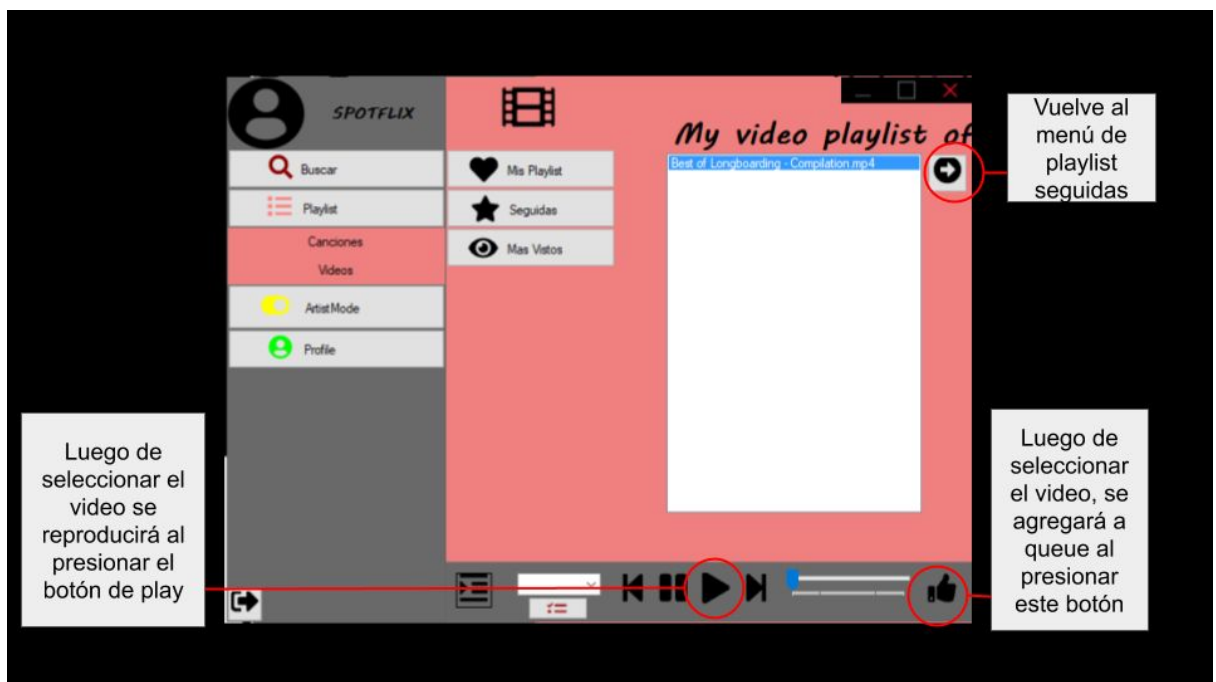 SPOTFLIX
Buscar
Playlist
Canciones
Videos
ArtistMode
Profile
Mis Playlist
Seguidas
Mas Vistos
My video playlist of
Best of Longboarding - Compilation.mp4
Vuelve al
menú de
playlist
seguidas
Luego de
seleccionar el
video se
reproducirá al
presionar el
botón de play
Luego de
seleccionar
el video, se
agregará a
queue al
presionar
este botón